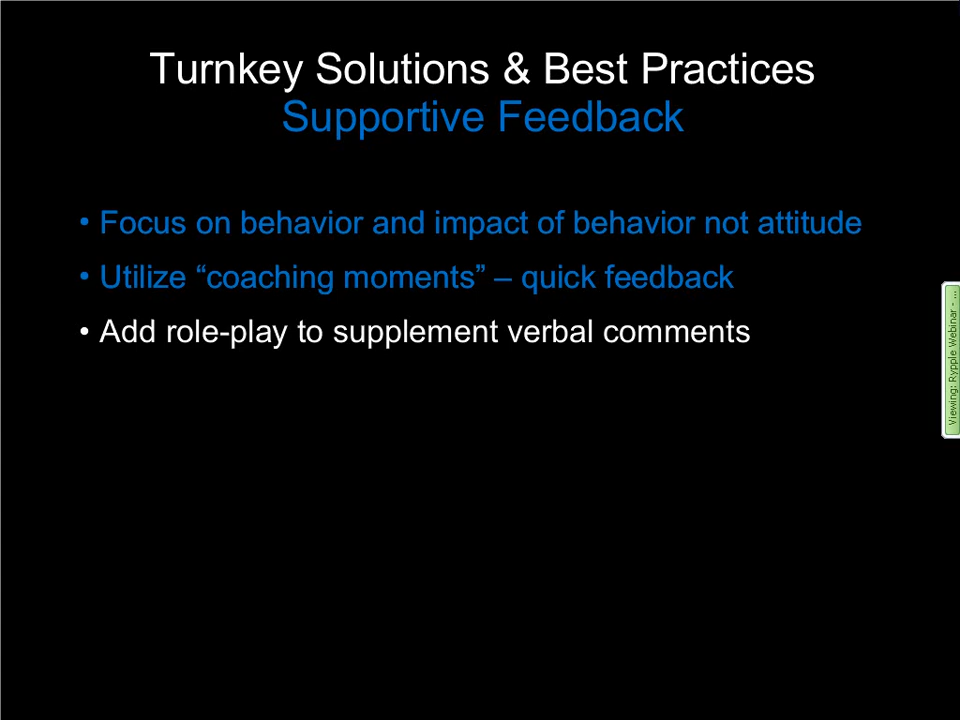 Turnkey Solutions & Best Practices
Supportive Feedback
• Focus on behavior and impact of behavior not attitude
• Utilize “coaching moments” – quick feedback
• Add role-play to supplement verbal comments
Viewing: Rypple Webinar - ...